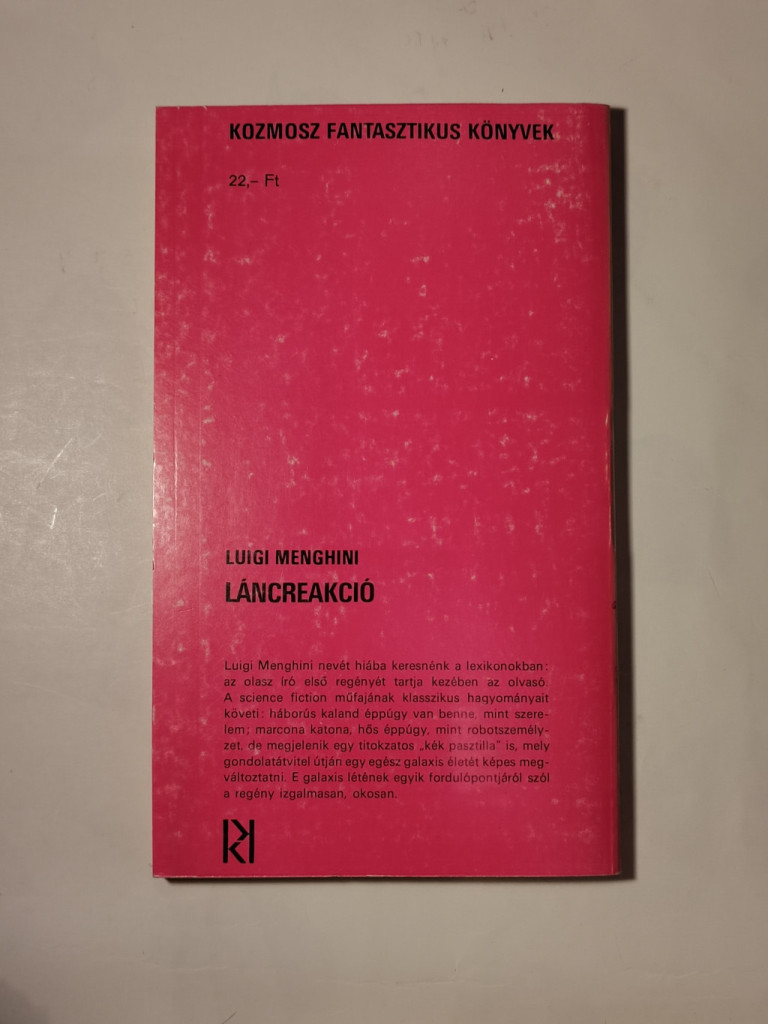 KOZMOSZ FANTASZTIKUS KÖNYVEK
22,– Ft
LUIGI MENGHINI
LÁNCREAKCIÓ
Luigi Menghini nevét hiába keresnénk a lexikonokban:
az olasz író első regényét tartja kezében az olvasó.
A science fiction műfajának klasszikus hagyományait
követi: háborús kaland éppúgy van benne, mint szere-
lem; marcona katona, hős éppúgy, mint robotszemély-
zet, de megjelenik egy titokzatos „kék pasztilla” is, mely
gondolatátvitel útján egy egész galaxis életét képes meg-
változtatni. E galaxis létének egyik fordulópontjáról szól
a regény izgalmasan, okosan.